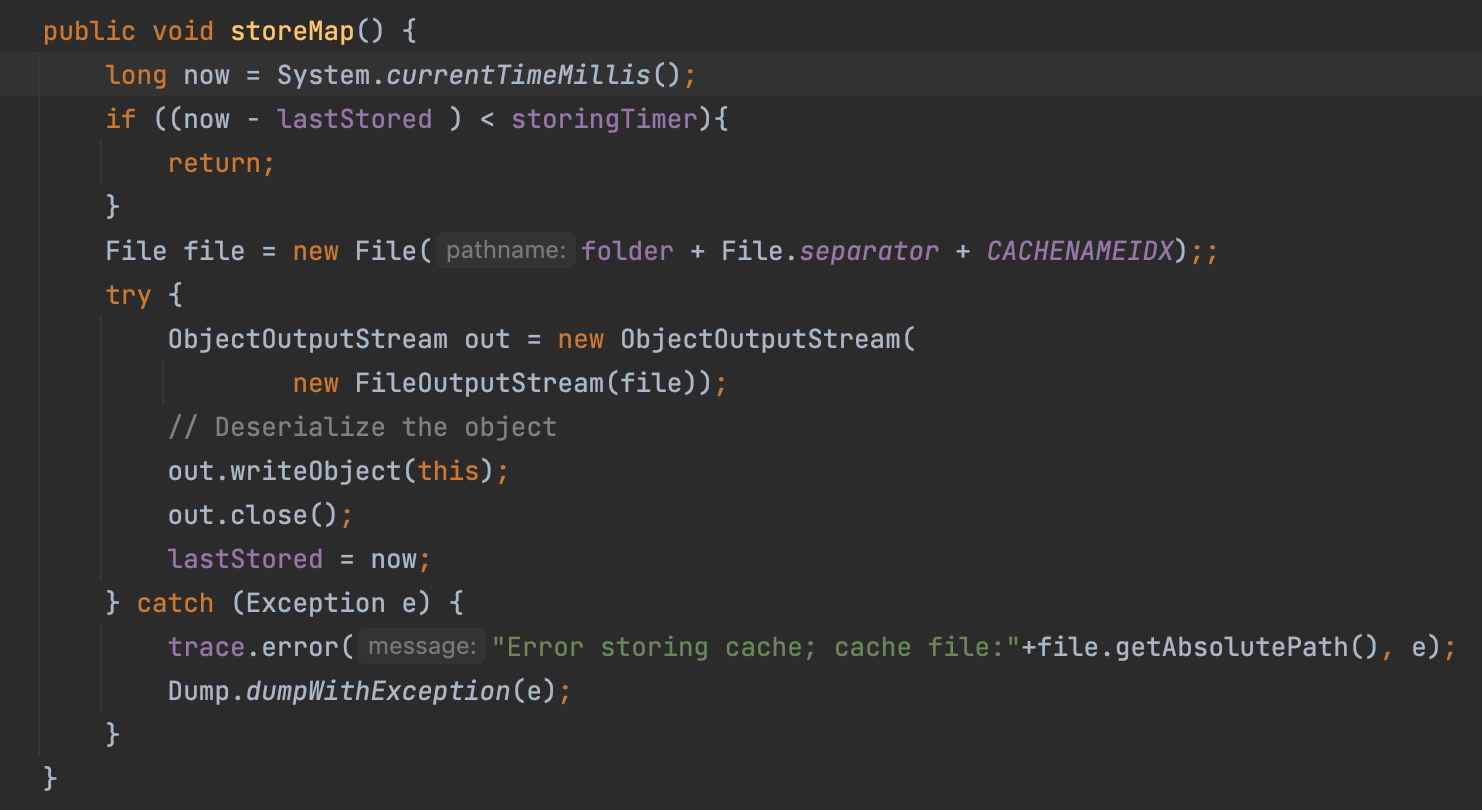 public void storeMap() {
long now = System.currentTimeMillis();
if ((now - lastStored ) < storingTimer){
return;
}
File file = new File( pathname: folder + File.separator + CACHENAMEIDX);;
try {
ObjectOutputStream out = new ObjectOutputStream(
new FileOutputStream(file));
// Deserialize the object
out.writeObject(this);
out.close();
lastStored = now;
} catch (Exception e) {
trace.error( message: "Error storing cache; cache file:"+file.getAbsolutePath(), e);
Dump.dumpWithException(e);
}
}